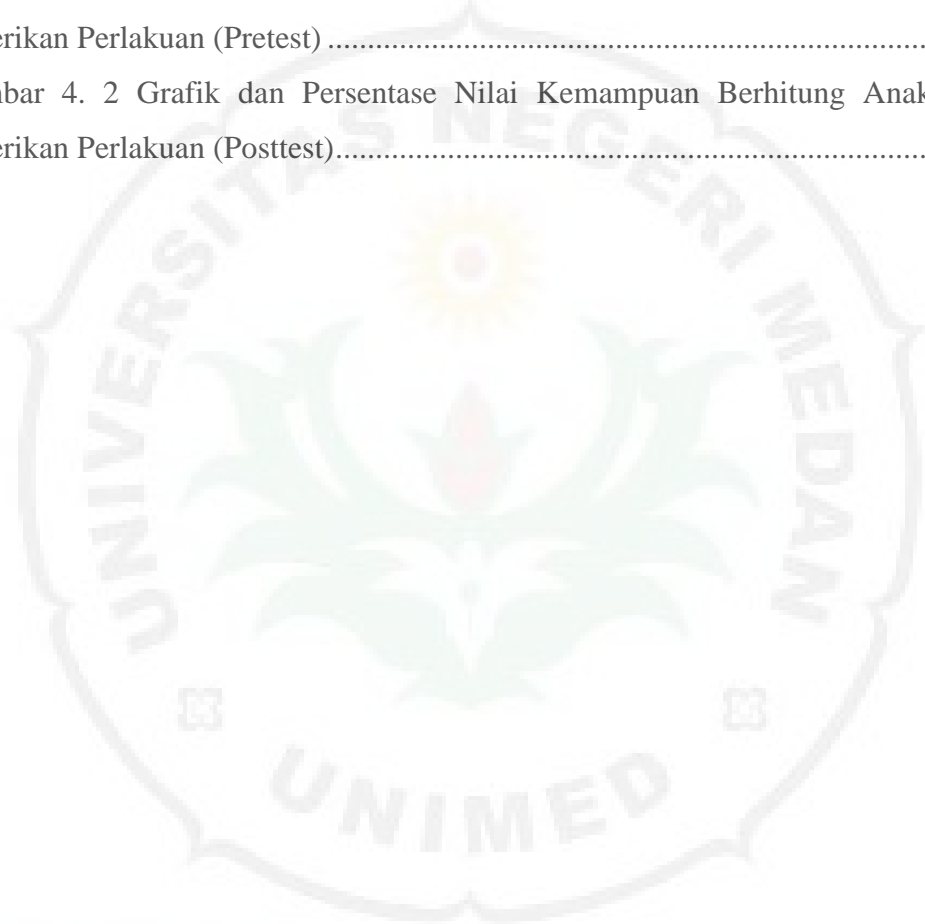 erikan Perlakuan (Pretest) ..........................................................................
nbar 4. 2 Grafik dan Persentase Nilai Kemampuan Berhitung Anak
erikan Perlakuan (Posttest)..........................................................................
UNIVERSITAS NEGERI MEDAN
UNIMED